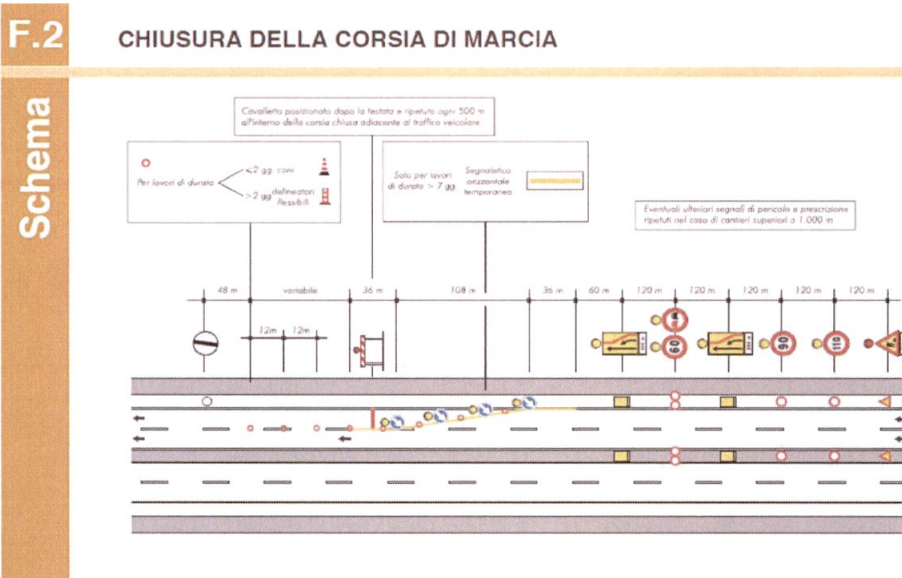 F.2
CHIUSURA DELLA CORSIA DI MARCIA
Schema
Cavalletto posizionato dopo la testata e ripetuto ogni 500 m
all'interno della corsia chiusa adiacente al traffico veicolare
Per lavori di durata
<2 gg coni
>2 gg delineatori
flessibili
Solo per lavori
di durata > 7 gg
Segnaletica
orizzontale
temporanea
Eventuali ulteriori segnali di pericolo e prescrizione
ripetuti nel caso di cantieri superiori a 1.000 m
48 m variabile 36 m 108 m 36 m 60 m 120 m 120 m 120 m 120 m
12m 12m
60 90 110